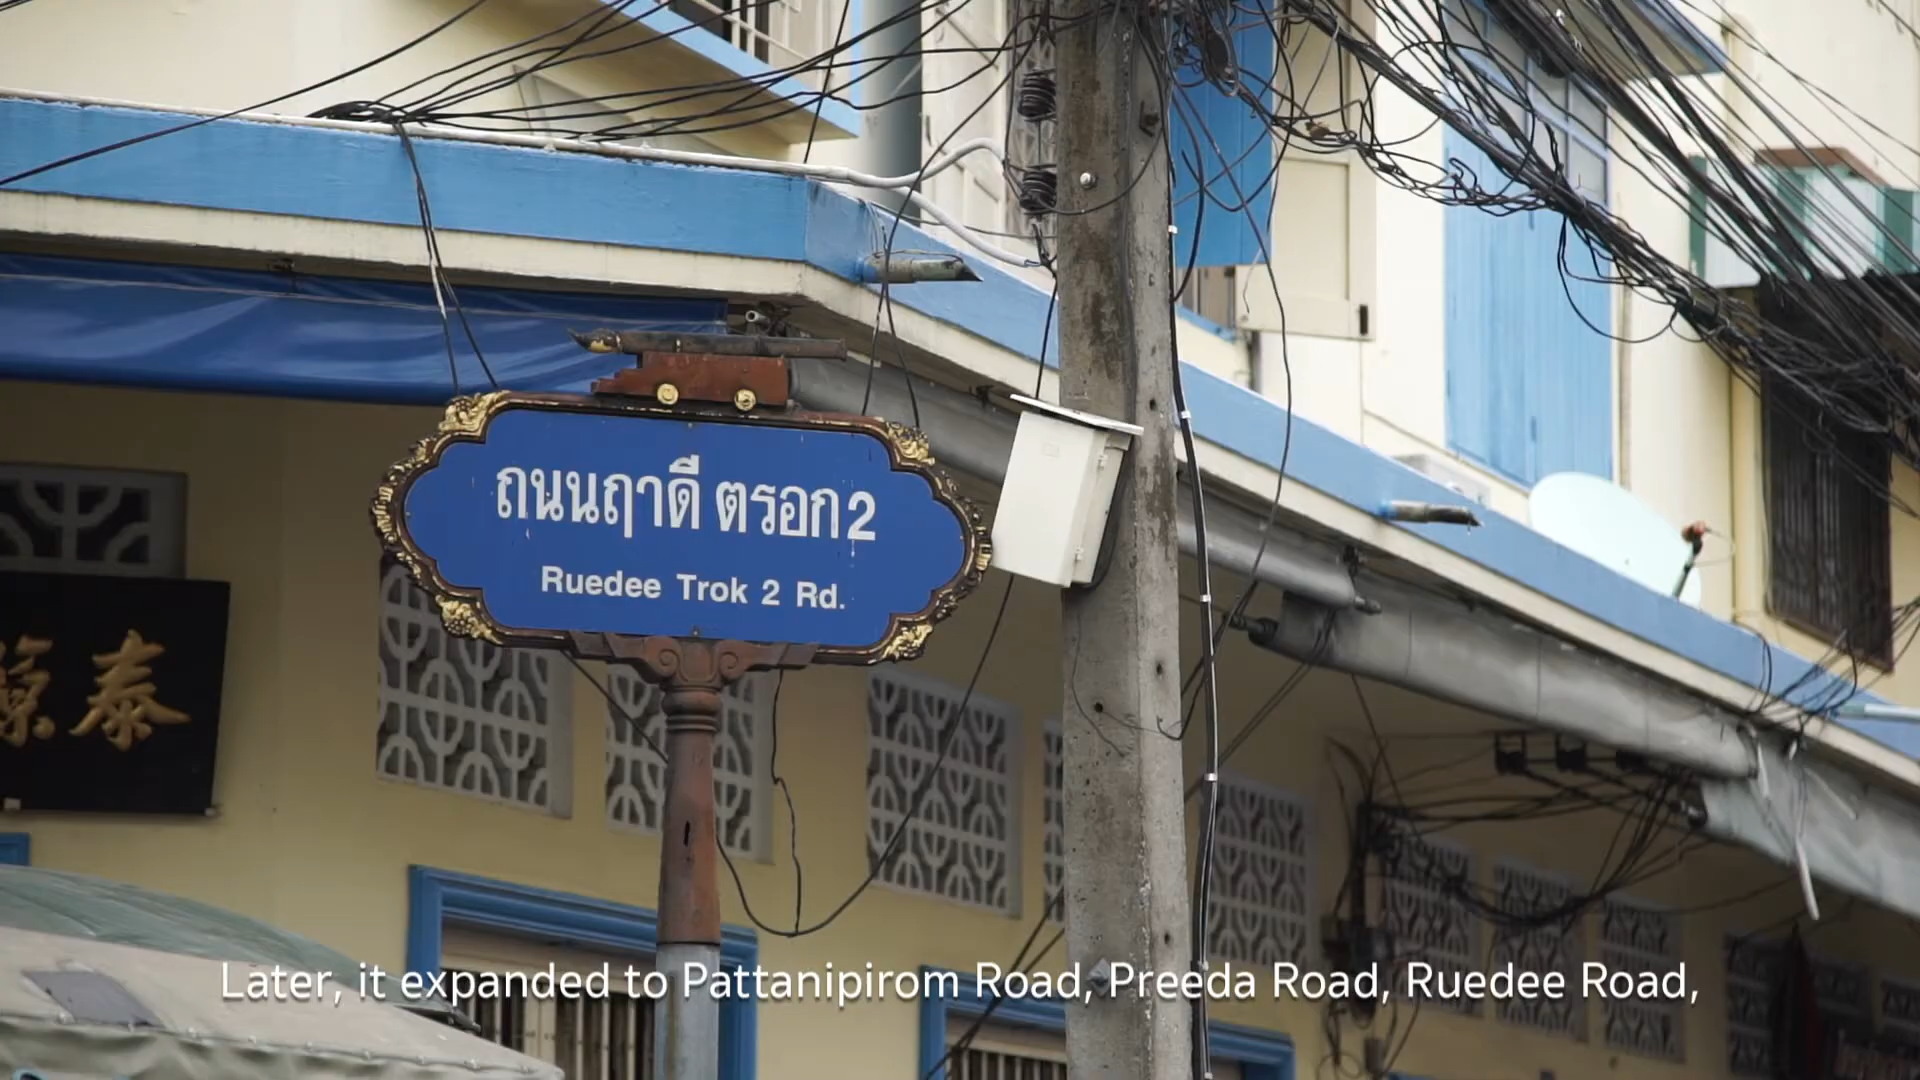 ถนนฤาดี ตรอก2
Ruedee Trok 2 Rd.
泰
Later, it expanded to Pattanipirom Road, Preeda Road, Ruedee Road,